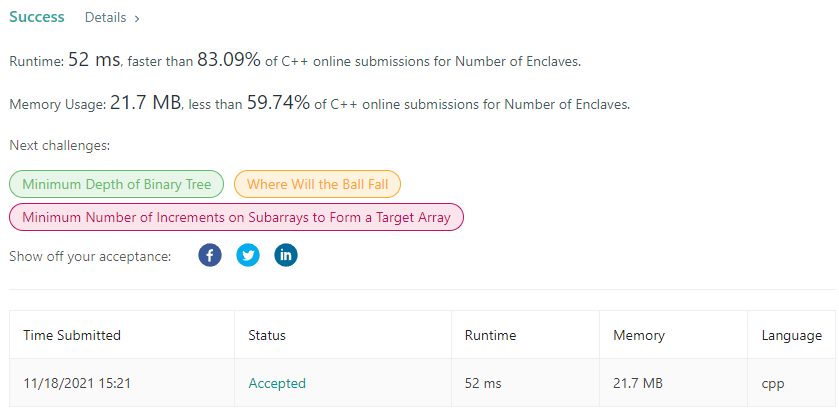 Success Details ›
Runtime: 52 ms, faster than 83.09% of C++ online submissions for Number of Enclaves.
Memory Usage: 21.7 MB, less than 59.74% of C++ online submissions for Number of Enclaves.
Next challenges:
Minimum Depth of Binary Tree Where Will the Ball Fall
Minimum Number of Increments on Subarrays to Form a Target Array
Show off your acceptance: f in
Time Submitted Status Runtime Memory Language
11/18/2021 15:21 Accepted 52 ms 21.7 MB cpp